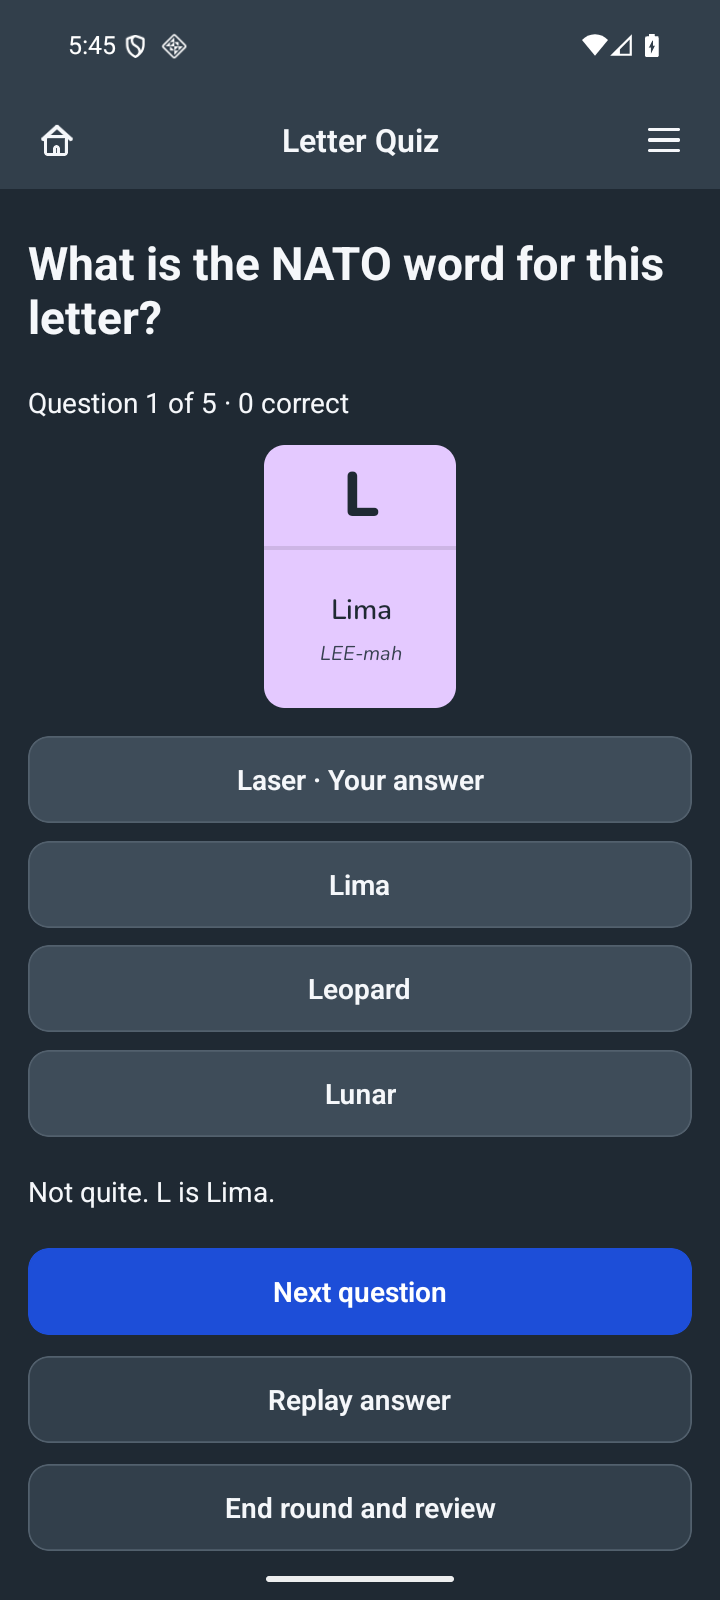 5:45
Letter Quiz
What is the NATO word for this
letter?
Question 1 of 5 · 0 correct
L
Lima
LEE-mah
Laser · Your answer
Lima
Leopard
Lunar
Not quite. L is Lima.
Next question
Replay answer
End round and review